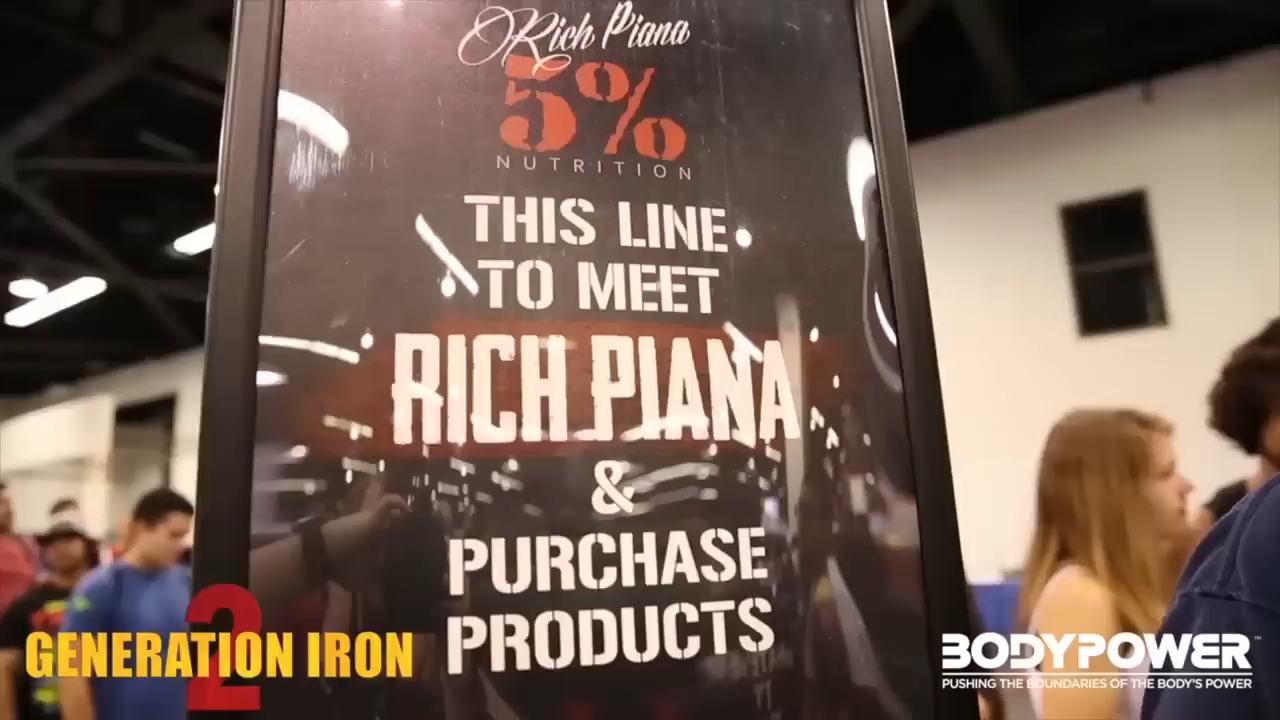 Rich Piana
5%
NUTRITION
THIS LINE
TO MEET
RICH PIANA
&
PURCHASE
PRODUCTS
GENERATION IRON
2
BODYPOWER™
PUSHING THE BOUNDARIES OF THE BODY'S POWER